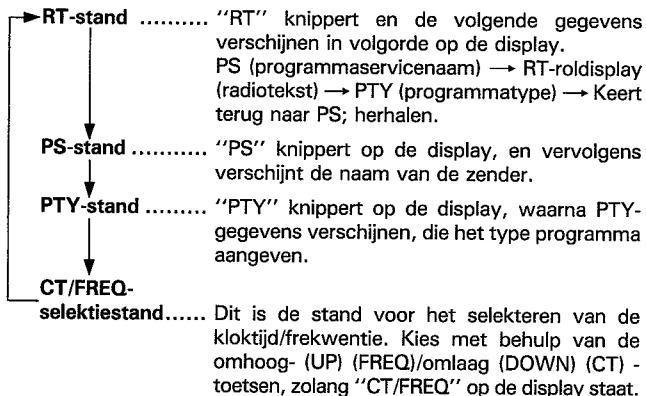 RT-stand .......... "RT" knippert en de volgende gegevens
verschijnen in volgorde op de display.
PS (programmaservicenaam) → RT-roldisplay
(radiotekst) → PTY (programmatype) → Keert
terug naar PS; herhalen.
PS-stand ........... "PS" knippert op de display, en vervolgens
verschijnt de naam van de zender.
PTY-stand ......... "PTY" knippert op de display, waarna PTY-
gegevens verschijnen, die het type programma
aangeven.
CT/FREQ-
selektiestand...... Dit is de stand voor het selekteren van de
kloktijd/frekwentie. Kies met behulp van de
omhoog- (UP) (FREQ)/omlaag (DOWN) (CT) -
toetsen, zolang "CT/FREQ" op de display staat.